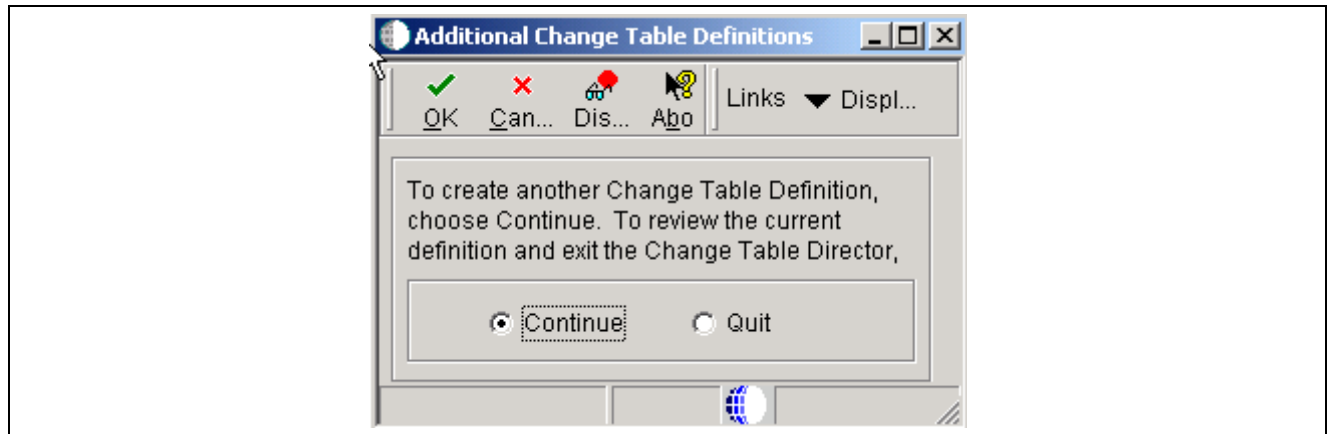 Additional Change Table Definitions
OK Can... Dis... Abo Links Displ...
To create another Change Table Definition,
choose Continue. To review the current
definition and exit the Change Table Director,
Continue Quit